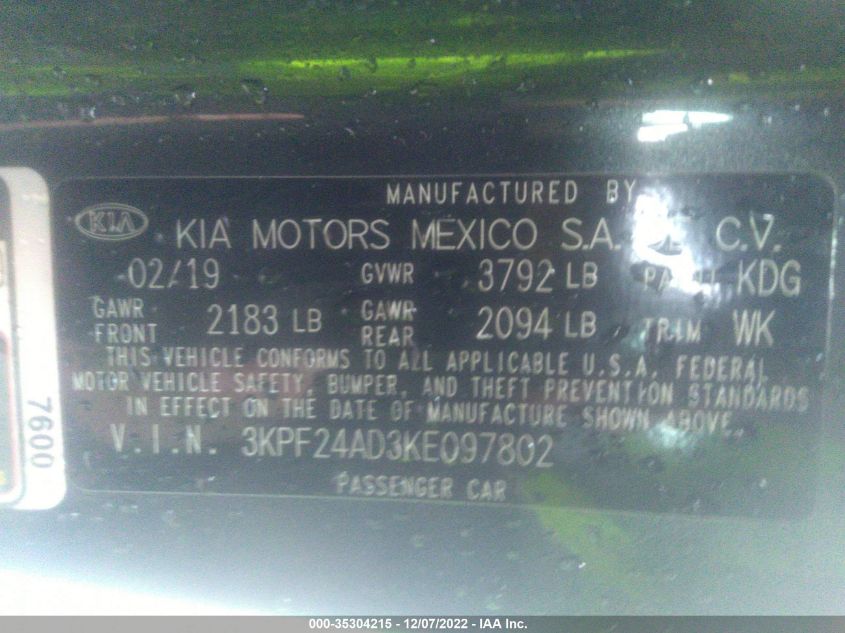 MANUFACTURED BY
KIA
KIA MOTORS MEXICO S.A. DE C.V.
02/19 GVWR 3792 LB PAINT KDG
GAWR FRONT 2183 LB GAWR REAR 2094 LB TRIM WK
THIS VEHICLE CONFORMS TO ALL APPLICABLE U.S.A. FEDERAL
MOTOR VEHICLE SAFETY, BUMPER, AND THEFT PREVENTION STANDARDS
IN EFFECT ON THE DATE OF MANUFACTURE SHOWN ABOVE.
V.I.N. 3KPF24AD3KE097802
PASSENGER CAR
7600
000-35304215 - 12/07/2022 - IAA Inc.